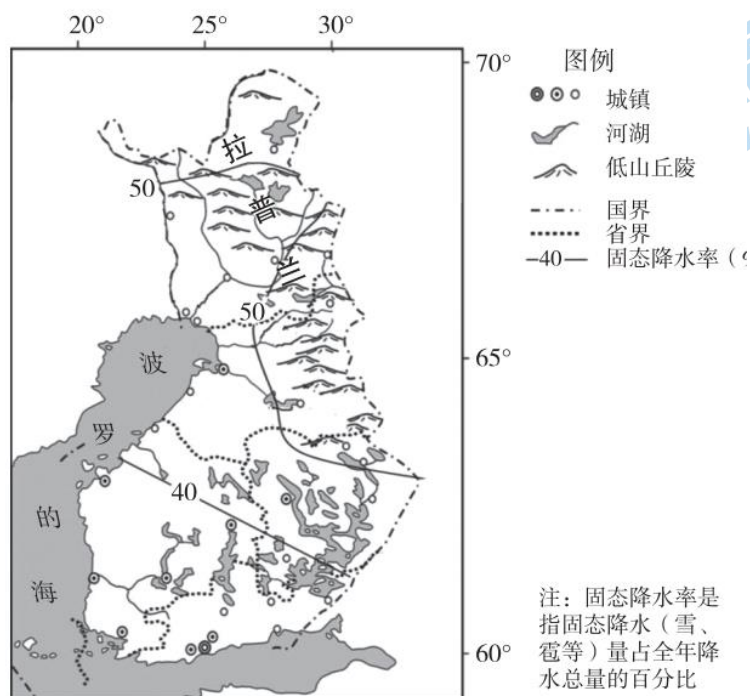 20° 25° 30°
70°
65°
60°
拉
普
兰
50
50
40
波
罗
的
海
图例
城镇
河湖
低山丘陵
国界
省界
40 固态降水率(
注:固态降水率是
指固态降水(雪、
雹等)量占全年降
水总量的百分比